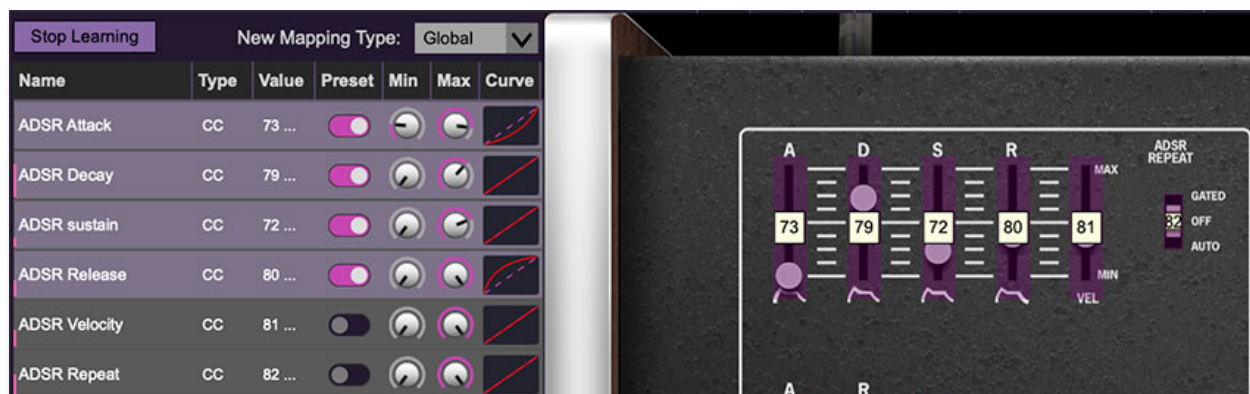 Stop Learning New Mapping Type: Global
Name Type Value Preset Min Max Curve
ADSR Attack CC 73 ...
ADSR Decay CC 79 ...
ADSR sustain CC 72 ...
ADSR Release CC 80 ...
ADSR Velocity CC 81 ...
ADSR Repeat CC 82 ...
A D S R
MAX
73 79 72 80 81
MIN
VEL
ADSR
REPEAT
GATED
82 OFF
AUTO
A R